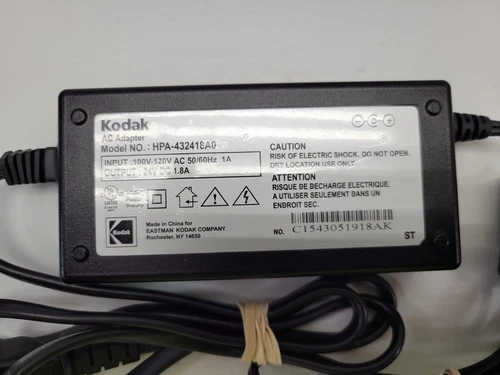 Kodak
AC Adapter
Model NO. : HPA-432418A0
INPUT : 100V-120V AC 50/60Hz 1A
OUTPUT : 24V DC 1.8A
CAUTION
RISK OF ELECTRIC SHOCK. DO NOT OPEN.
DRY LOCATION USE ONLY.
ATTENTION
RISQUE DE DECHARGE ELECTRIQUE.
A UTILISER SEULEMENT DANS UN
ENDROIT SEC.
Kodak
Made in China for
EASTMAN KODAK COMPANY
Rochester, NY 14650
NO. C1543051918AK
ST